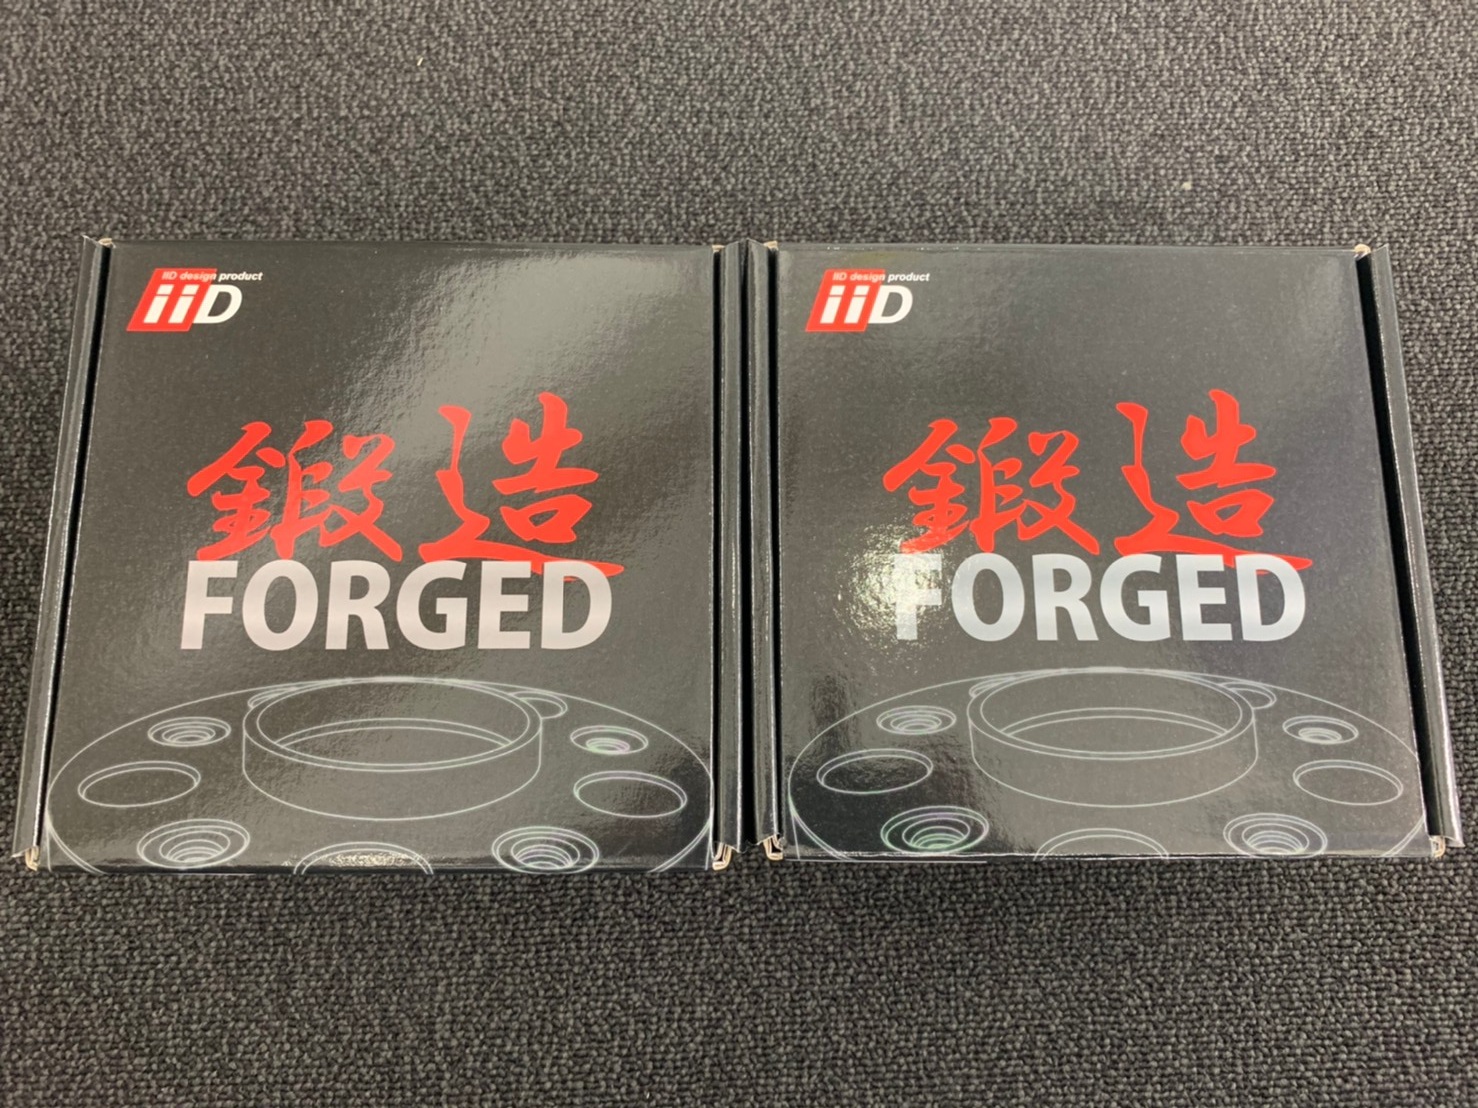 IID design product
iiD
鍛造
FORGED
IID design product
iiD
鍛造
FORGED